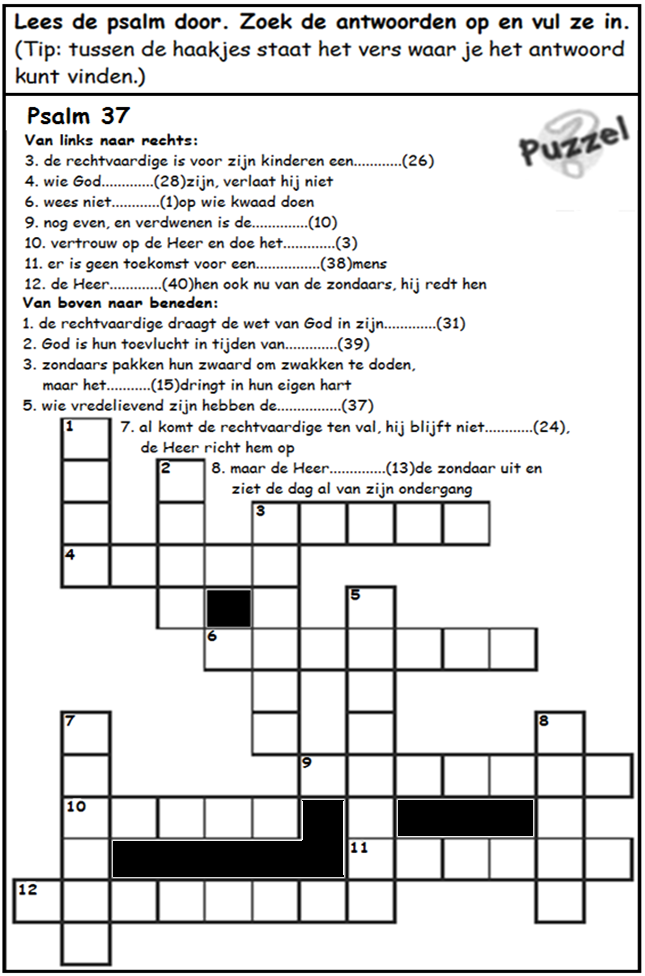 Lees de psalm door. Zoek de antwoorden op en vul ze in.
(Tip: tussen de haakjes staat het vers waar je het antwoord
kunt vinden.)
Psalm 37
Puzzel
?
Van links naar rechts:
3. de rechtvaardige is voor zijn kinderen een............(26)
4. wie God.............(28)zijn, verlaat hij niet
6. wees niet............(1)op wie kwaad doen
9. nog even, en verdwenen is de..............(10)
10. vertrouw op de Heer en doe het.............(3)
11. er is geen toekomst voor een................(38)mens
12. de Heer.............(40)hen ook nu van de zondaars, hij redt hen
Van boven naar beneden:
1. de rechtvaardige draagt de wet van God in zijn.............(31)
2. God is hun toevlucht in tijden van.............(39)
3. zondaars pakken hun zwaard om zwakken te doden,
maar het...........(15)dringt in hun eigen hart
5. wie vredelievend zijn hebben de................(37)
1 7. al komt de rechtvaardige ten val, hij blijft niet............(24),
de Heer richt hem op
2 8. maar de Heer..............(13)de zondaar uit en
ziet de dag al van zijn ondergang
3
4
5
6
7 8
9
10
11
12